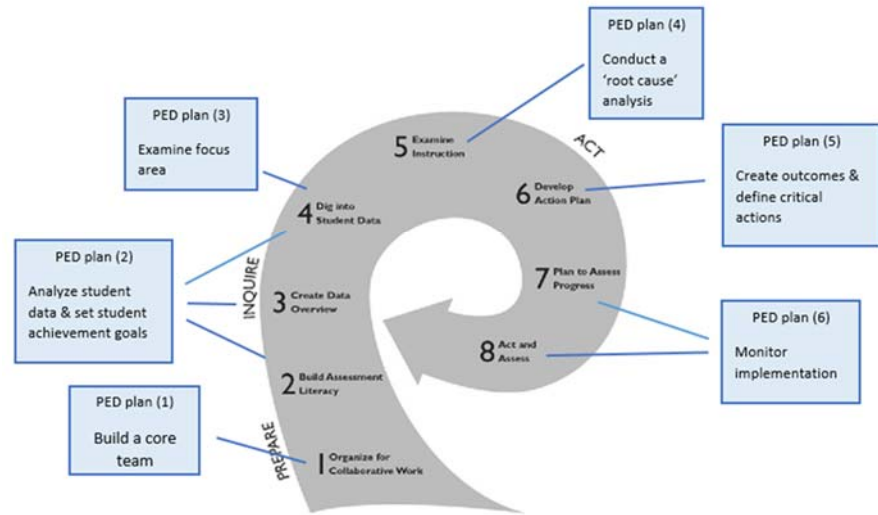 PED plan (4)
Conduct a
'root cause'
analysis
PED plan (3)
Examine focus
area
5 Examine
Instruction
ACT
PED plan (5)
Create outcomes &
define critical
actions
6 Develop
Action Plan
4 Dig into
Student Data
PED plan (2)
Analyze student
data & set student
achievement goals
INQUIRE
3 Create Data
Overview
7 Plan to Assess
Progress
PED plan (6)
Monitor
implementation
8 Act and
Assess
2 Build Assessment
Literacy
PED plan (1)
Build a core
team
PREPARE
1 Organize for
Collaborative Work